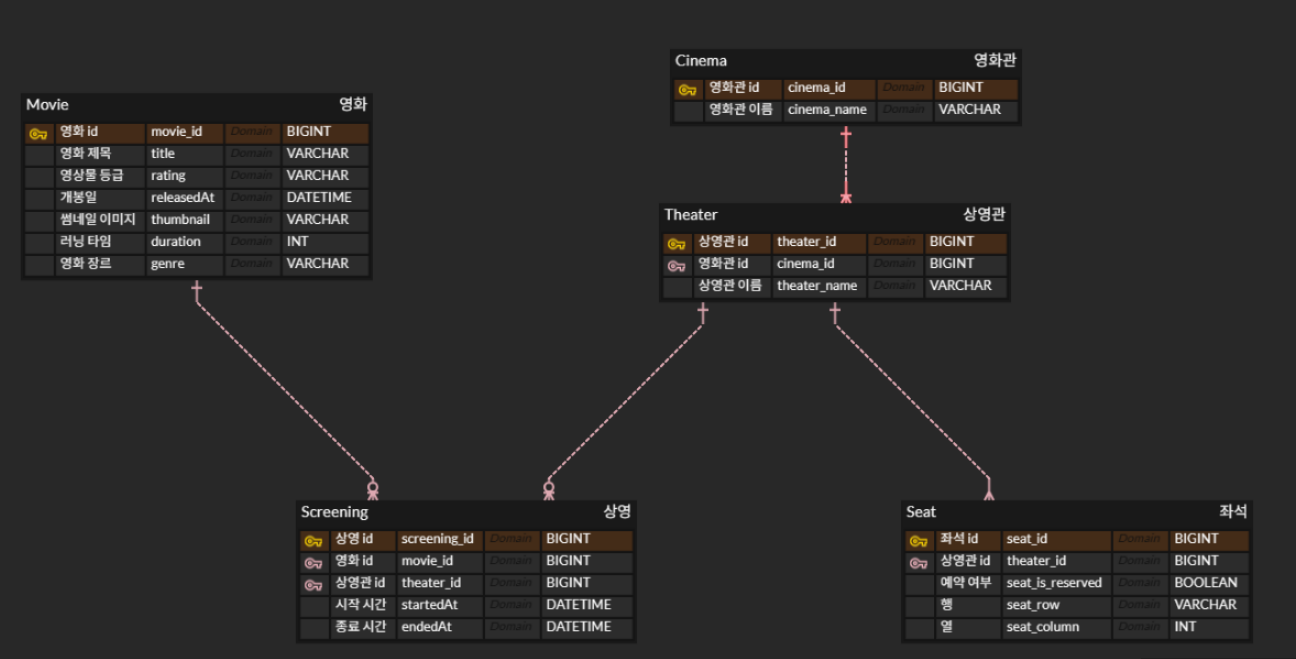 Movie 영화
영화 id movie_id Domain BIGINT
영화 제목 title Domain VARCHAR
영상물 등급 rating Domain VARCHAR
개봉일 releasedAt Domain DATETIME
썸네일 이미지 thumbnail Domain VARCHAR
러닝 타임 duration Domain INT
영화 장르 genre Domain VARCHAR
Cinema 영화관
영화관 id cinema_id Domain BIGINT
영화관 이름 cinema_name Domain VARCHAR
Theater 상영관
상영관 id theater_id Domain BIGINT
영화관 id cinema_id Domain BIGINT
상영관 이름 theater_name Domain VARCHAR
Screening 상영
상영 id screening_id Domain BIGINT
영화 id movie_id Domain BIGINT
상영관 id theater_id Domain BIGINT
시작 시간 startedAt Domain DATETIME
종료 시간 endedAt Domain DATETIME
Seat 좌석
좌석 id seat_id Domain BIGINT
상영관 id theater_id Domain BIGINT
예약 여부 seat_is_reserved Domain BOOLEAN
행 seat_row Domain VARCHAR
열 seat_column Domain INT